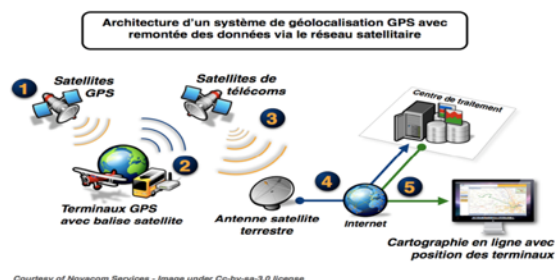 Architecture d'un système de géolocalisation GPS avec
remontée des données via le réseau satellitaire
1
Satellites
GPS
Satellites de
télécoms
3
Centre de traitement
2
Terminaux GPS
avec balise satellite
Antenne satellite
terrestre
4
Internet
5
Cartographie en ligne avec
position des terminaux
Courtesy of Novacom Services - Image under Cc-by-sa-3.0 license